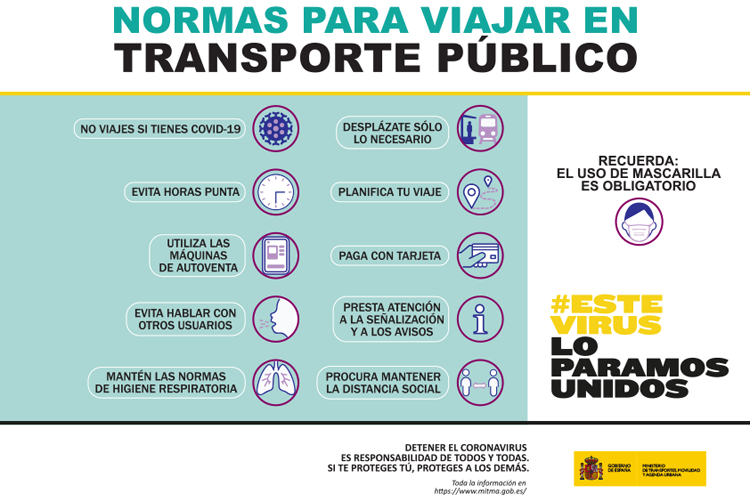 NORMAS PARA VIAJAR EN
TRANSPORTE PÚBLICO
NO VIAJES SI TIENES COVID-19
EVITA HORAS PUNTA
UTILIZA LAS
MÁQUINAS
DE AUTOVENTA
EVITA HABLAR CON
OTROS USUARIOS
MANTÉN LAS NORMAS
DE HIGIENE RESPIRATORIA
DESPLÁZATE SÓLO
LO NECESARIO
PLANIFICA TU VIAJE
PAGA CON TARJETA
PRESTA ATENCIÓN
A LA SEÑALIZACIÓN
Y A LOS AVISOS
PROCURA MANTENER
LA DISTANCIA SOCIAL
RECUERDA:
EL USO DE MASCARILLA
ES OBLIGATORIO
#ESTE
VIRUS
LO
PARAMOS
UNIDOS
DETENER EL CORONAVIRUS
ES RESPONSABILIDAD DE TODOS Y TODAS.
SI TE PROTEGES TÚ, PROTEGES A LOS DEMÁS.
Toda la información en
https://www.mitma.gob.es/
GOBIERNO
DE ESPAÑA
MINISTERIO
DE TRANSPORTES, MOVILIDAD
Y AGENDA URBANA